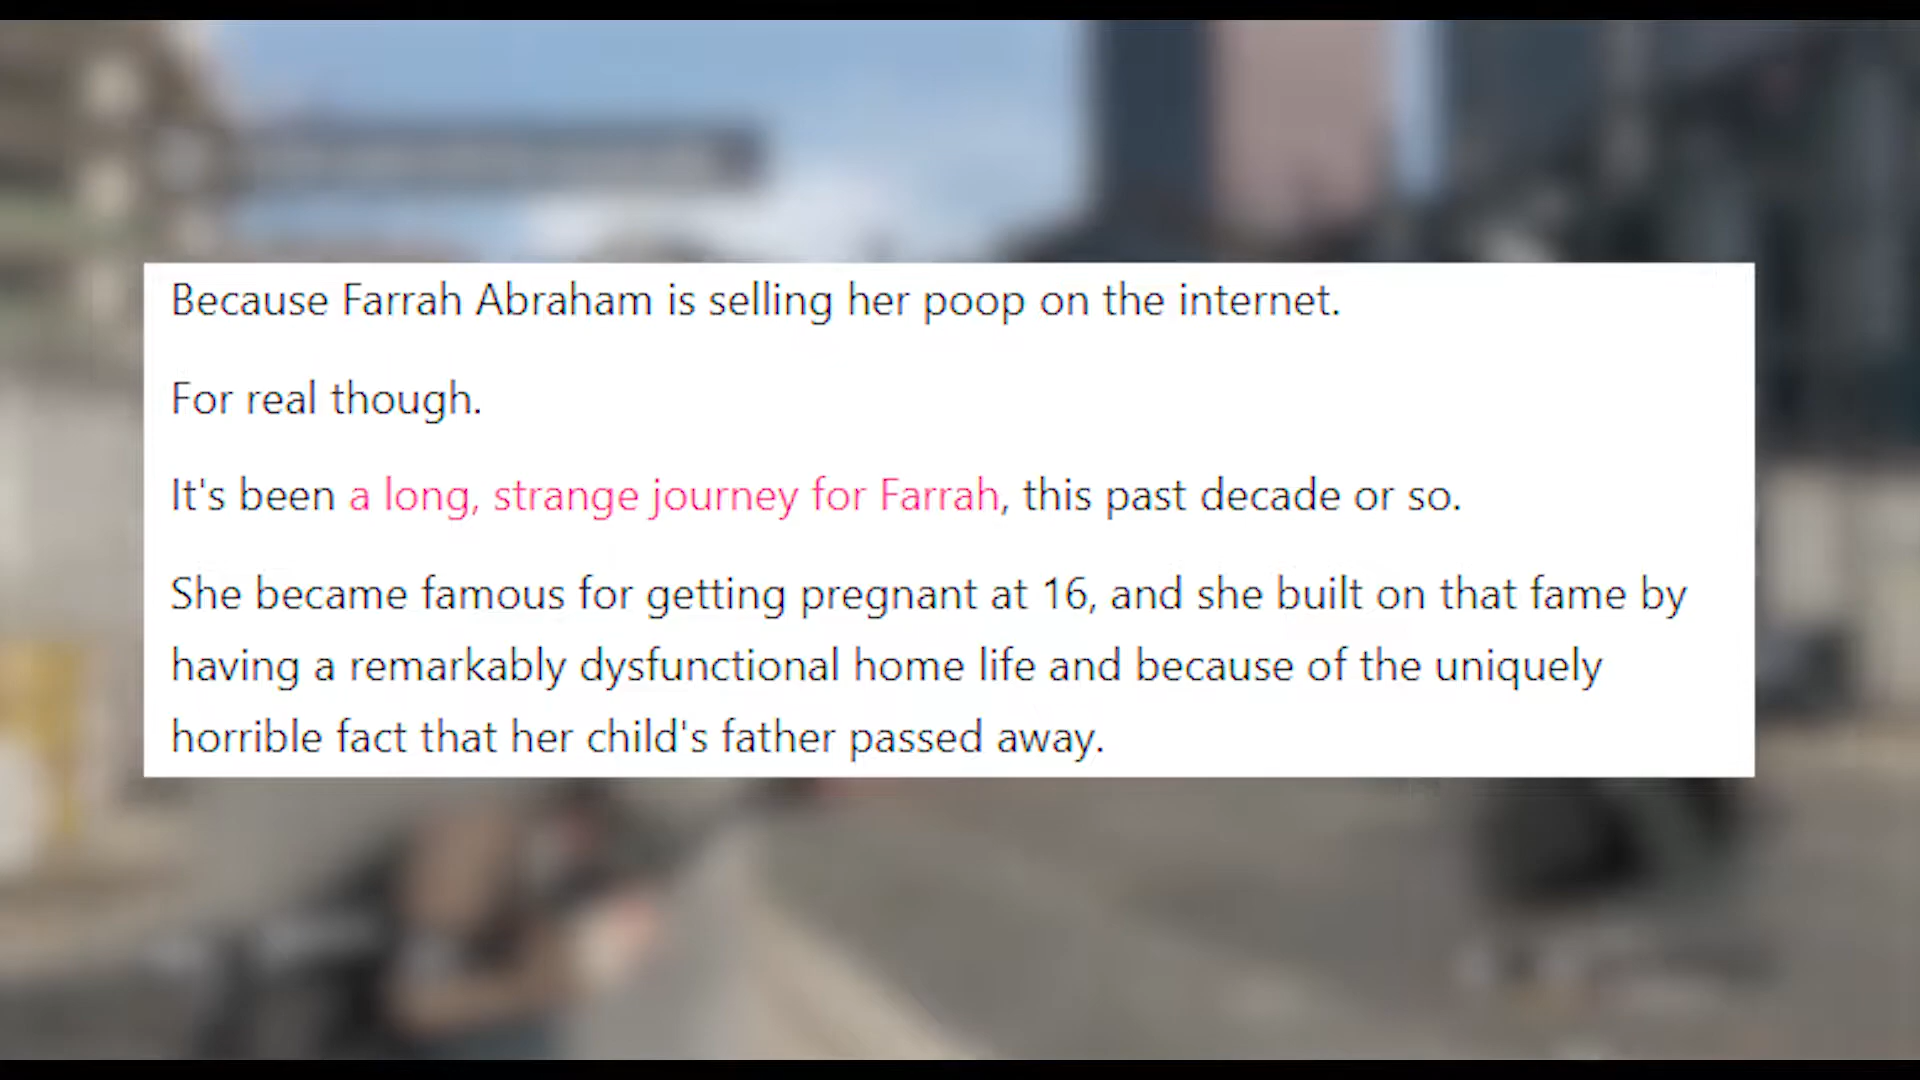 Because Farrah Abraham is selling her poop on the internet.
For real though.
It's been a long, strange journey for Farrah, this past decade or so.
She became famous for getting pregnant at 16, and she built on that fame by
having a remarkably dysfunctional home life and because of the uniquely
horrible fact that her child's father passed away.